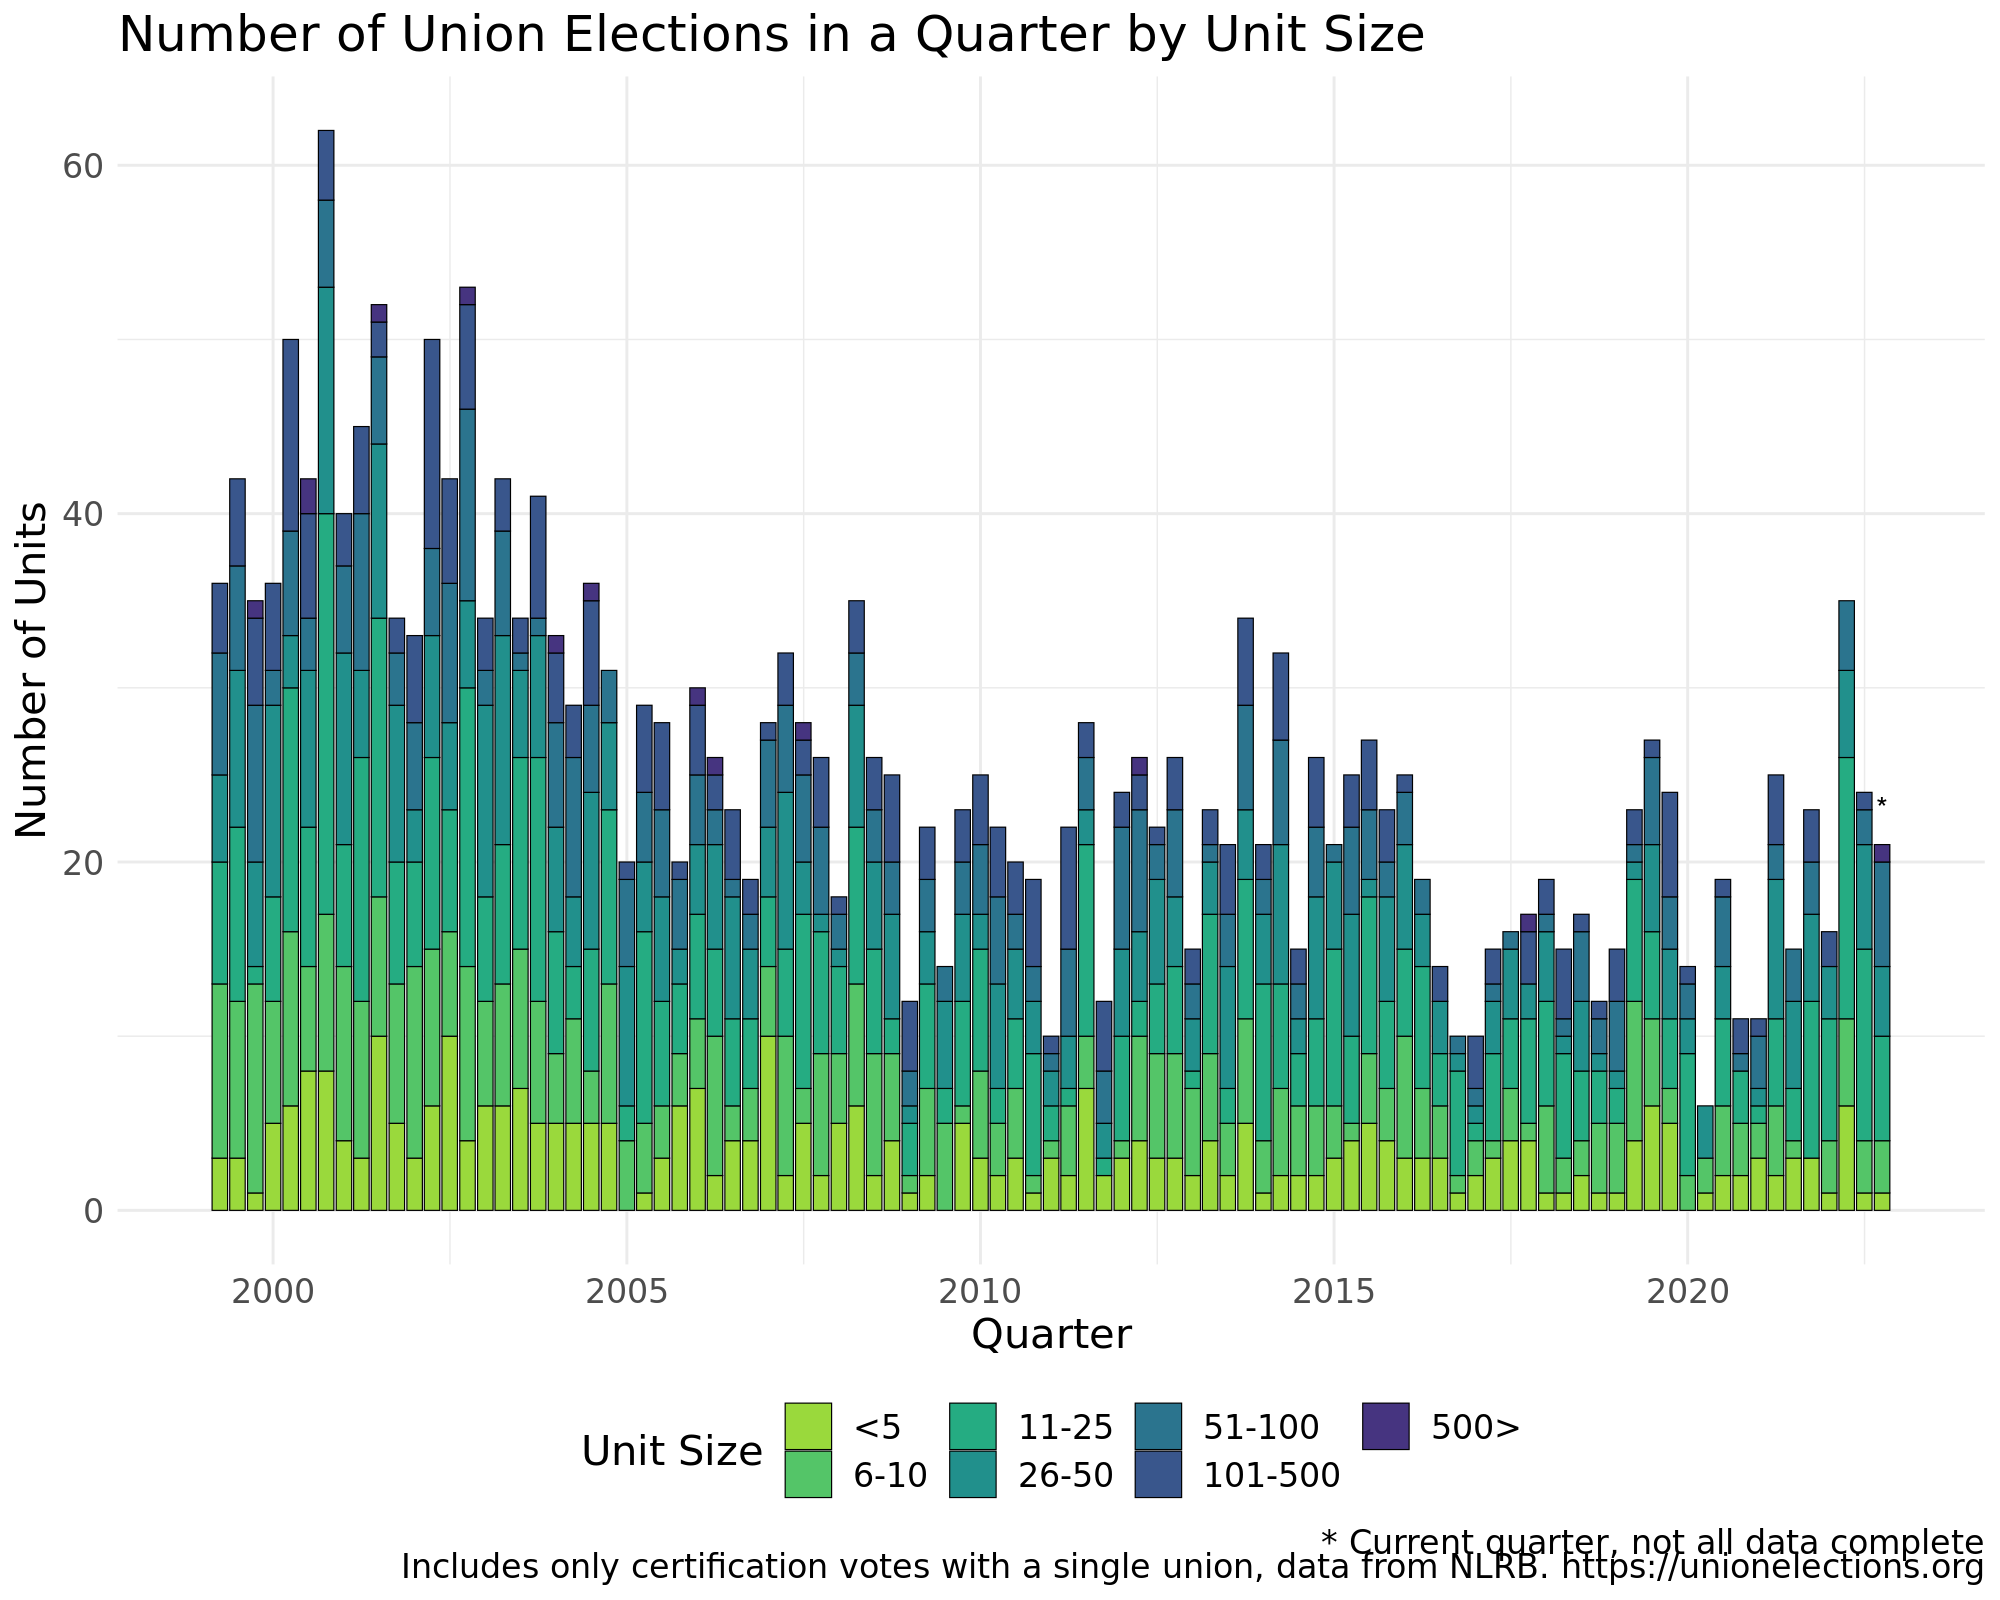 Number of Union Elections in a Quarter by Unit Size
Number of Units
60
40
20
0
*
2000 2005 2010 2015 2020
Quarter
Unit Size
<5 11-25 51-100 500>
6-10 26-50 101-500
* Current quarter, not all data complete
Includes only certification votes with a single union, data from NLRB. https://unionelections.org